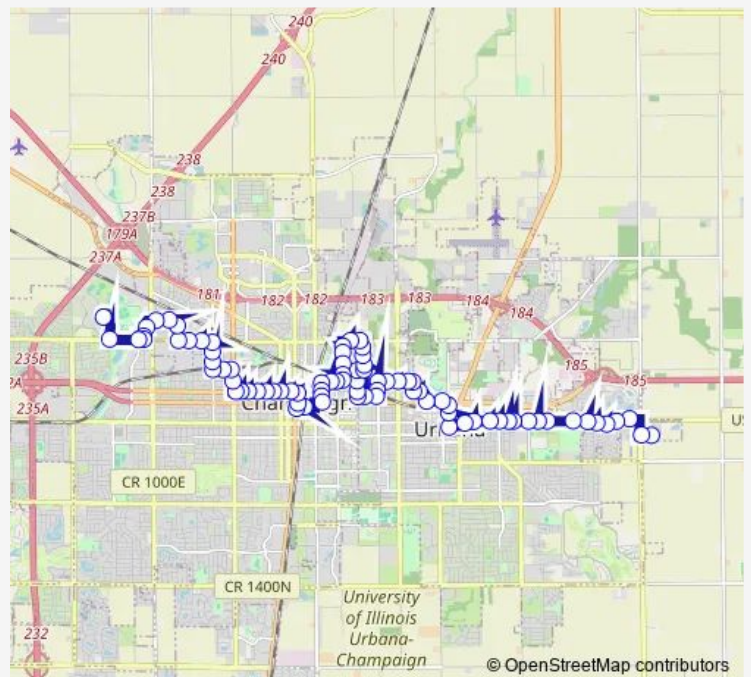 240
240
238
238
237B
179A
237A
181
182
182
183
183
184
184
235B
185
185
235A
CR 1000E
CR 1400N
University
of Illinois
Urbana-
Champaign
232
© OpenStreetMap contributors